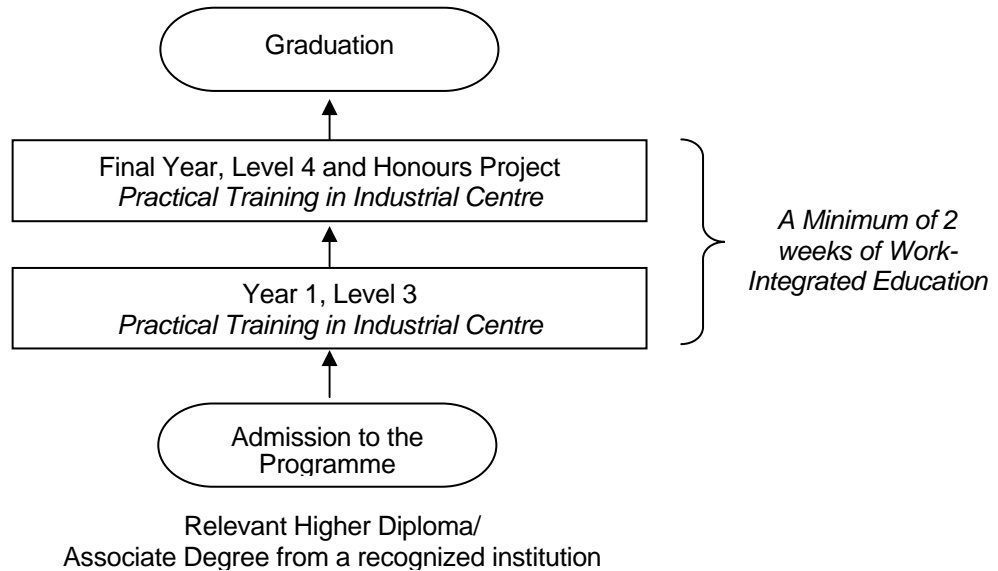 Graduation
Final Year, Level 4 and Honours Project
Practical Training in Industrial Centre
A Minimum of 2
weeks of Work-
Integrated Education
Year 1, Level 3
Practical Training in Industrial Centre
Admission to the
Programme
Relevant Higher Diploma/
Associate Degree from a recognized institution